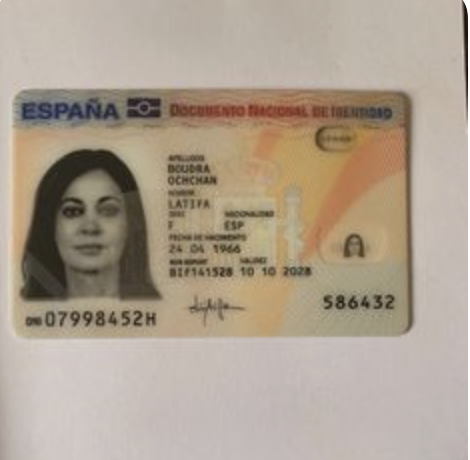 ESPAÑA DOCUMENTO NACIONAL DE IDENTIDAD
APELLIDOS
BOUDRA
OCHCHAN
NOMBRE
LATIFA
SEXO NACIONALIDAD
F ESP
FECHA DE NACIMIENTO
24 04 1966
NUM SOPORT VALIDEZ
BIF141528 10 10 2028
586432
DNI 07998452H